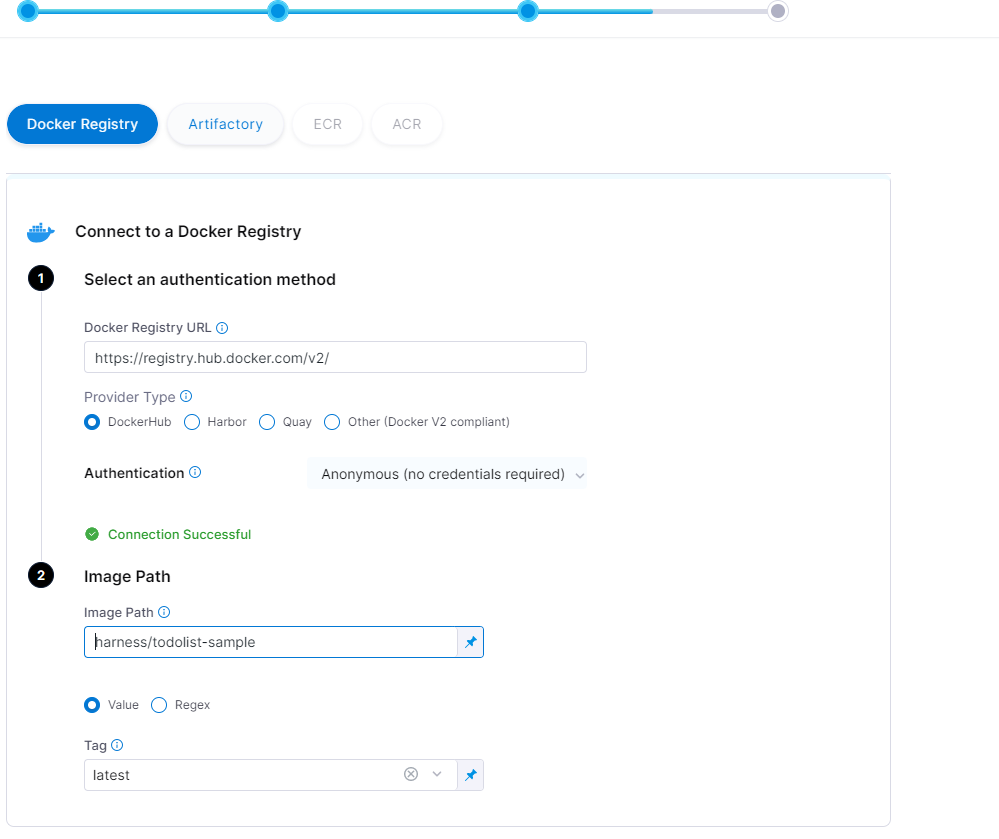 Docker Registry Artifactory ECR ACR
Connect to a Docker Registry
1 Select an authentication method
Docker Registry URL
https://registry.hub.docker.com/v2/
Provider Type
DockerHub Harbor Quay Other (Docker V2 compliant)
Authentication Anonymous (no credentials required)
Connection Successful
2 Image Path
Image Path
harness/todolist-sample
Value Regex
Tag
latest